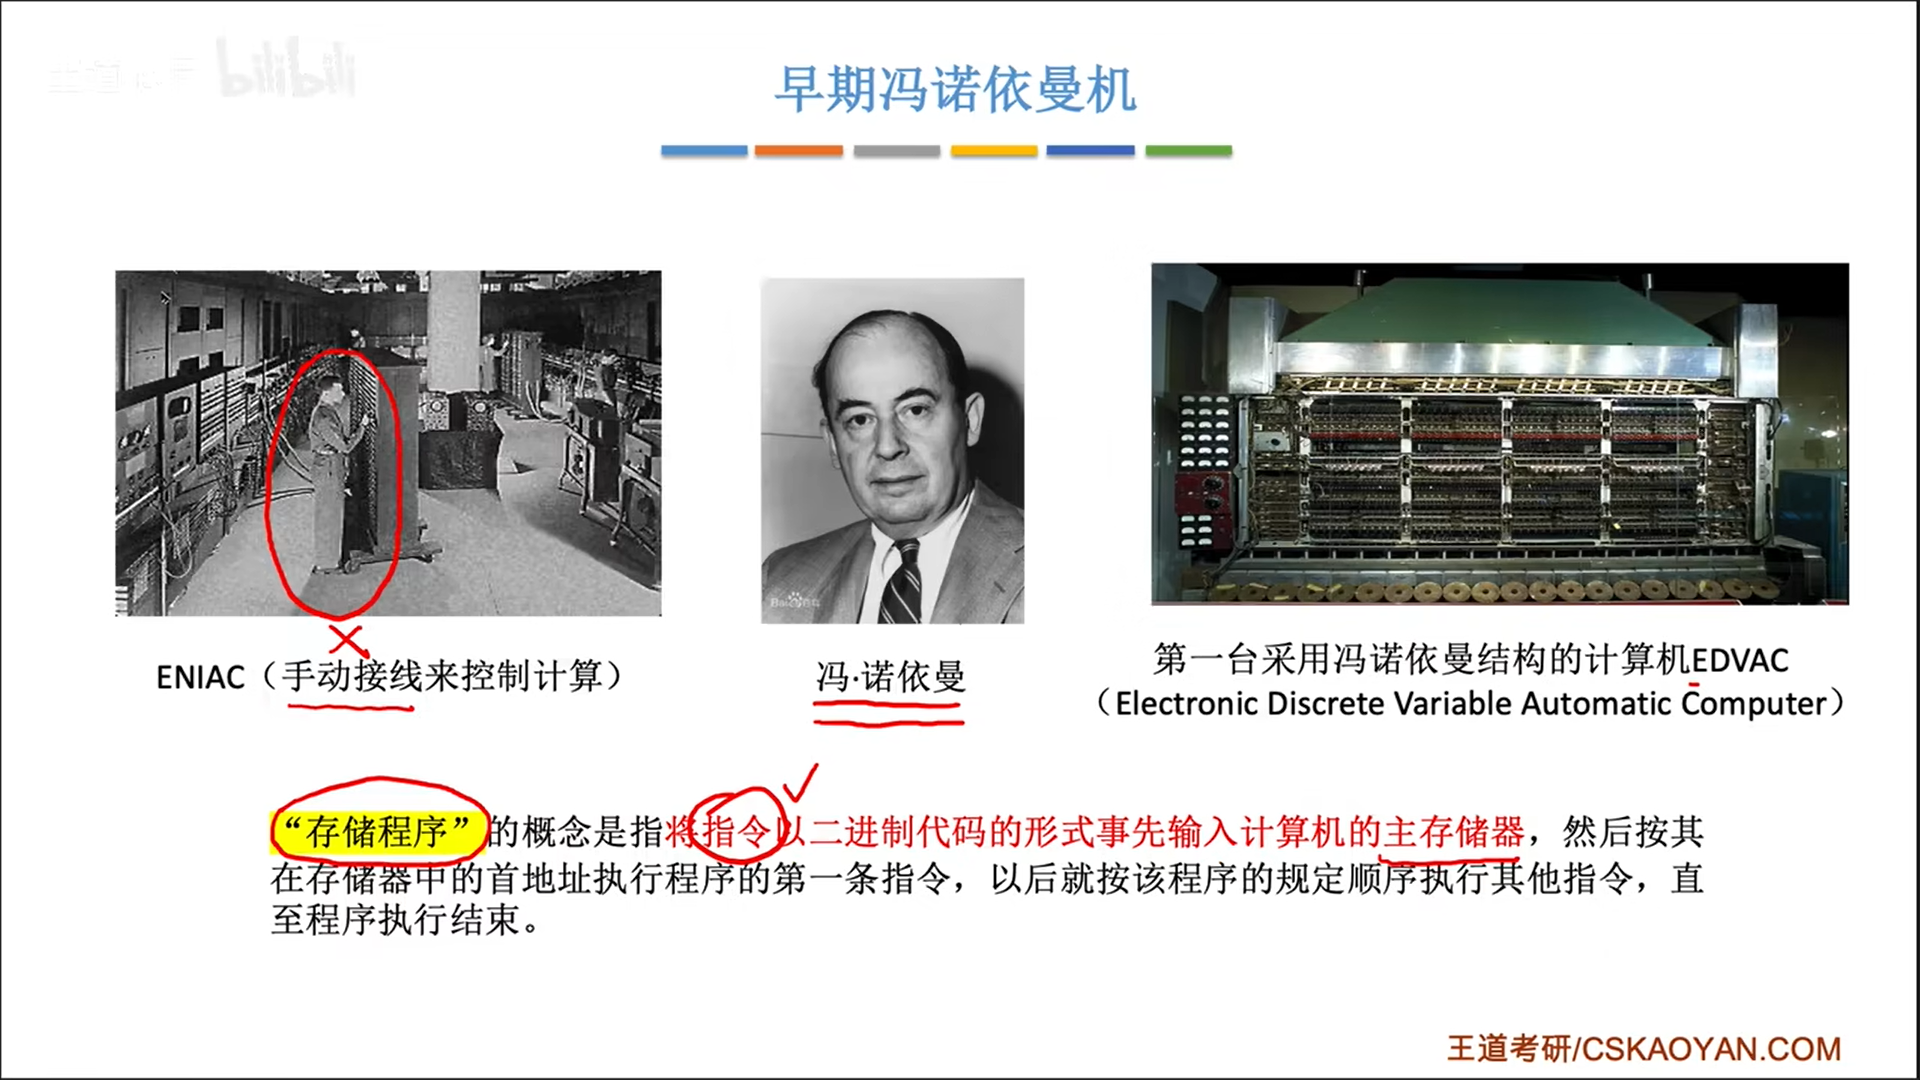 bilibili
早期冯诺依曼机
ENIAC（手动接线来控制计算）
冯·诺依曼
第一台采用冯诺依曼结构的计算机EDVAC
（Electronic Discrete Variable Automatic Computer）
“存储程序”的概念是指将指令以二进制代码的形式事先输入计算机的主存储器，然后按其
在存储器中的首地址执行程序的第一条指令，以后就按该程序的规定顺序执行其他指令，直
至程序执行结束。
王道考研/CSKAOYAN.COM